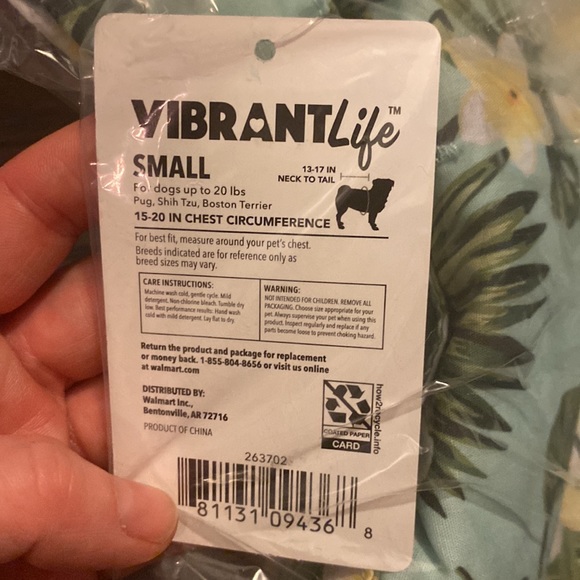 VIBRANTLife™
SMALL
For dogs up to 20 lbs
Pug, Shih Tzu, Boston Terrier
13-17 IN
NECK TO TAIL
15-20 IN CHEST CIRCUMFERENCE
For best fit, measure around your pet's chest.
Breeds indicated are for reference only as
breed sizes may vary.
CARE INSTRUCTIONS:
Machine wash cold, gentle cycle. Mild
detergent. Non-chlorine bleach. Tumble dry
low. Best performance results: Hand wash
cold with mild detergent. Lay flat to dry.
WARNING:
NOT INTENDED FOR CHILDREN. REMOVE ALL
PACKAGING. Choose size appropriate for your
pet. Always supervise your pet when using this
product. Inspect regularly and replace if any
parts become loose to prevent choking hazard.
Return the product and package for replacement
or money back. 1-855-804-8656 or visit us online
at walmart.com
DISTRIBUTED BY:
Walmart Inc.,
Bentonville, AR 72716
PRODUCT OF CHINA
COATED PAPER
CARD
how2recycle.info
263702
81131 09436 8